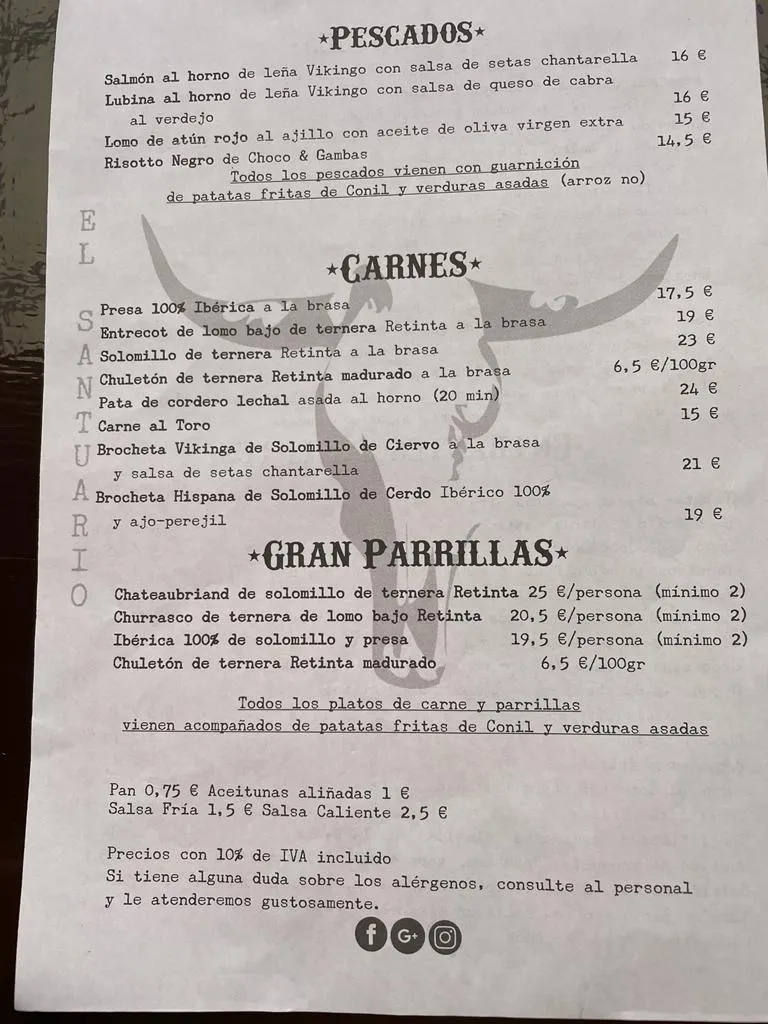 ★PESCADOS★
Salmón al horno de leña Vikingo con salsa de setas chantarella 16 €
Lubina al horno de leña Vikingo con salsa de queso de cabra
al verdejo 16 €
Lomo de atún rojo al ajillo con aceite de oliva virgen extra 15 €
Risotto Negro de Choco & Gambas 14,5 €
Todos los pescados vienen con guarnición
de patatas fritas de Conil y verduras asadas (arroz no)
EL SANTUARIO
★CARNES★
Presa 100% Ibérica a la brasa 17,5 €
Entrecot de lomo bajo de ternera Retinta a la brasa 19 €
Solomillo de ternera Retinta a la brasa 23 €
Chuletón de ternera Retinta madurado a la brasa 6,5 €/100gr
Pata de cordero lechal asada al horno (20 min) 24 €
Carne al Toro 15 €
Brocheta Vikinga de Solomillo de Ciervo a la brasa
y salsa de setas chantarella 21 €
Brocheta Hispana de Solomillo de Cerdo Ibérico 100%
y ajo-perejil 19 €
★GRAN PARRILLAS★
Chateaubriand de solomillo de ternera Retinta 25 €/persona (mínimo 2)
Churrasco de ternera de lomo bajo Retinta 20,5 €/persona (mínimo 2)
Ibérica 100% de solomillo y presa 19,5 €/persona (mínimo 2)
Chuletón de ternera Retinta madurado 6,5 €/100gr
Todos los platos de carne y parrillas
vienen acompañados de patatas fritas de Conil y verduras asadas
Pan 0,75 € Aceitunas aliñadas 1 €
Salsa Fría 1,5 € Salsa Caliente 2,5 €
Precios con 10% de IVA incluido
Si tiene alguna duda sobre los alérgenos, consulte al personal
y le atenderemos gustosamente.
f G+